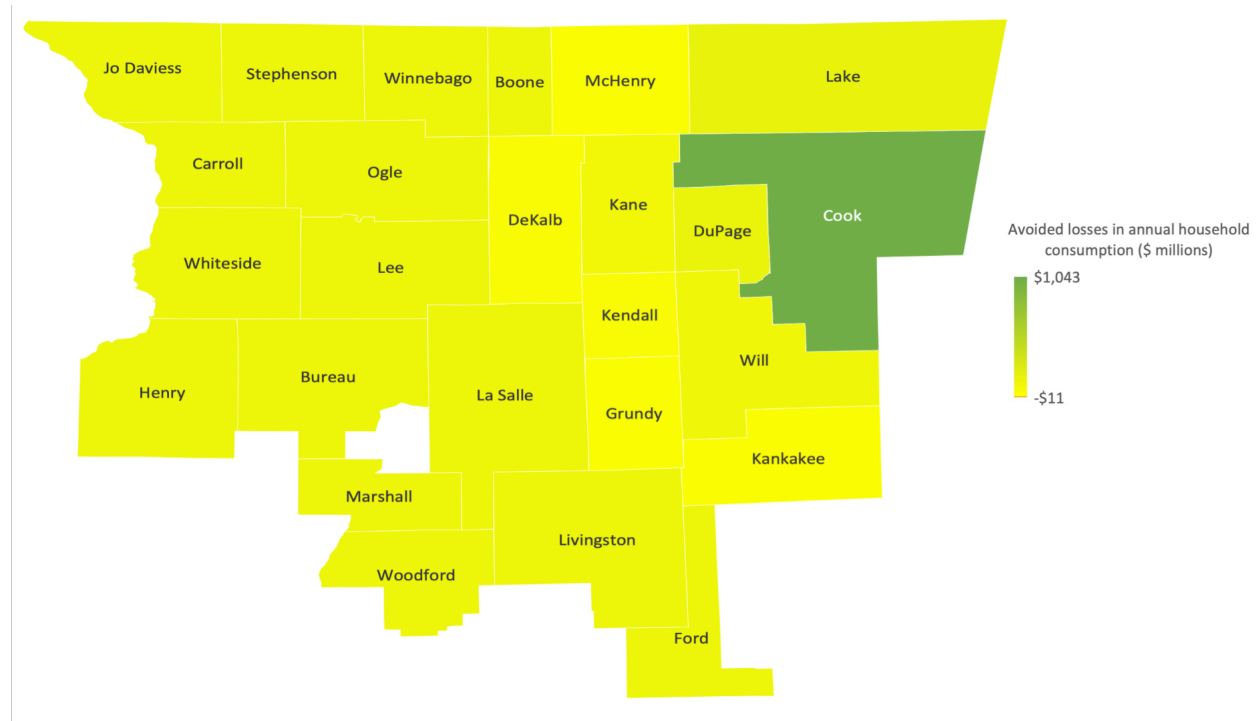 Jo Daviess
Stephenson
Winnebago
Boone
McHenry
Lake
Carroll
Ogle
DeKalb
Kane
DuPage
Cook
Whiteside
Lee
Kendall
Will
Henry
Bureau
La Salle
Grundy
Kankakee
Marshall
Livingston
Woodford
Ford
Avoided losses in annual household
consumption ($ millions)
$1,043
-$11